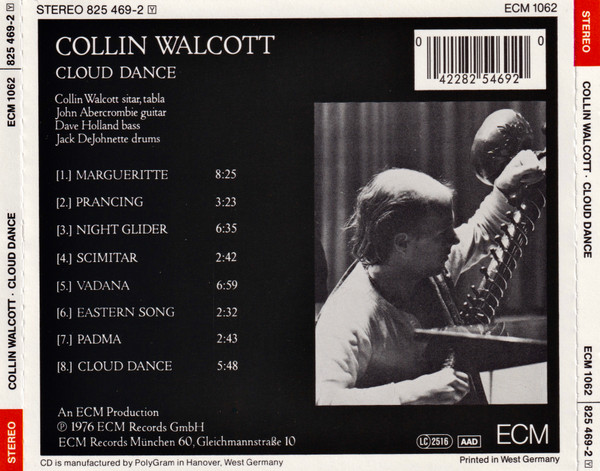 STEREO 825 469-2 Y
ECM 1062
COLLIN WALCOTT
CLOUD DANCE
Collin Walcott sitar, tabla
John Abercrombie guitar
Dave Holland bass
Jack DeJohnette drums
[1.] MARGUERITTE 8:25
[2.] PRANCING 3:23
[3.] NIGHT GLIDER 6:35
[4.] SCIMITAR 2:42
[5.] VADANA 6:59
[6.] EASTERN SONG 2:32
[7.] PADMA 2:43
[8.] CLOUD DANCE 5:48
An ECM Production
℗ 1976 ECM Records GmbH
ECM Records München 60, Gleichmannstraße 10
0 42282 54692 0
LC 2516
AAD
ECM
CD is manufactured by PolyGram in Hanover, West Germany
Printed in West Germany
STEREO
COLLIN WALCOTT · CLOUD DANCE
ECM 1062
825 469-2 Y
STEREO
COLLIN WALCOTT · CLOUD DANCE
ECM 1062
825 469-2 Y